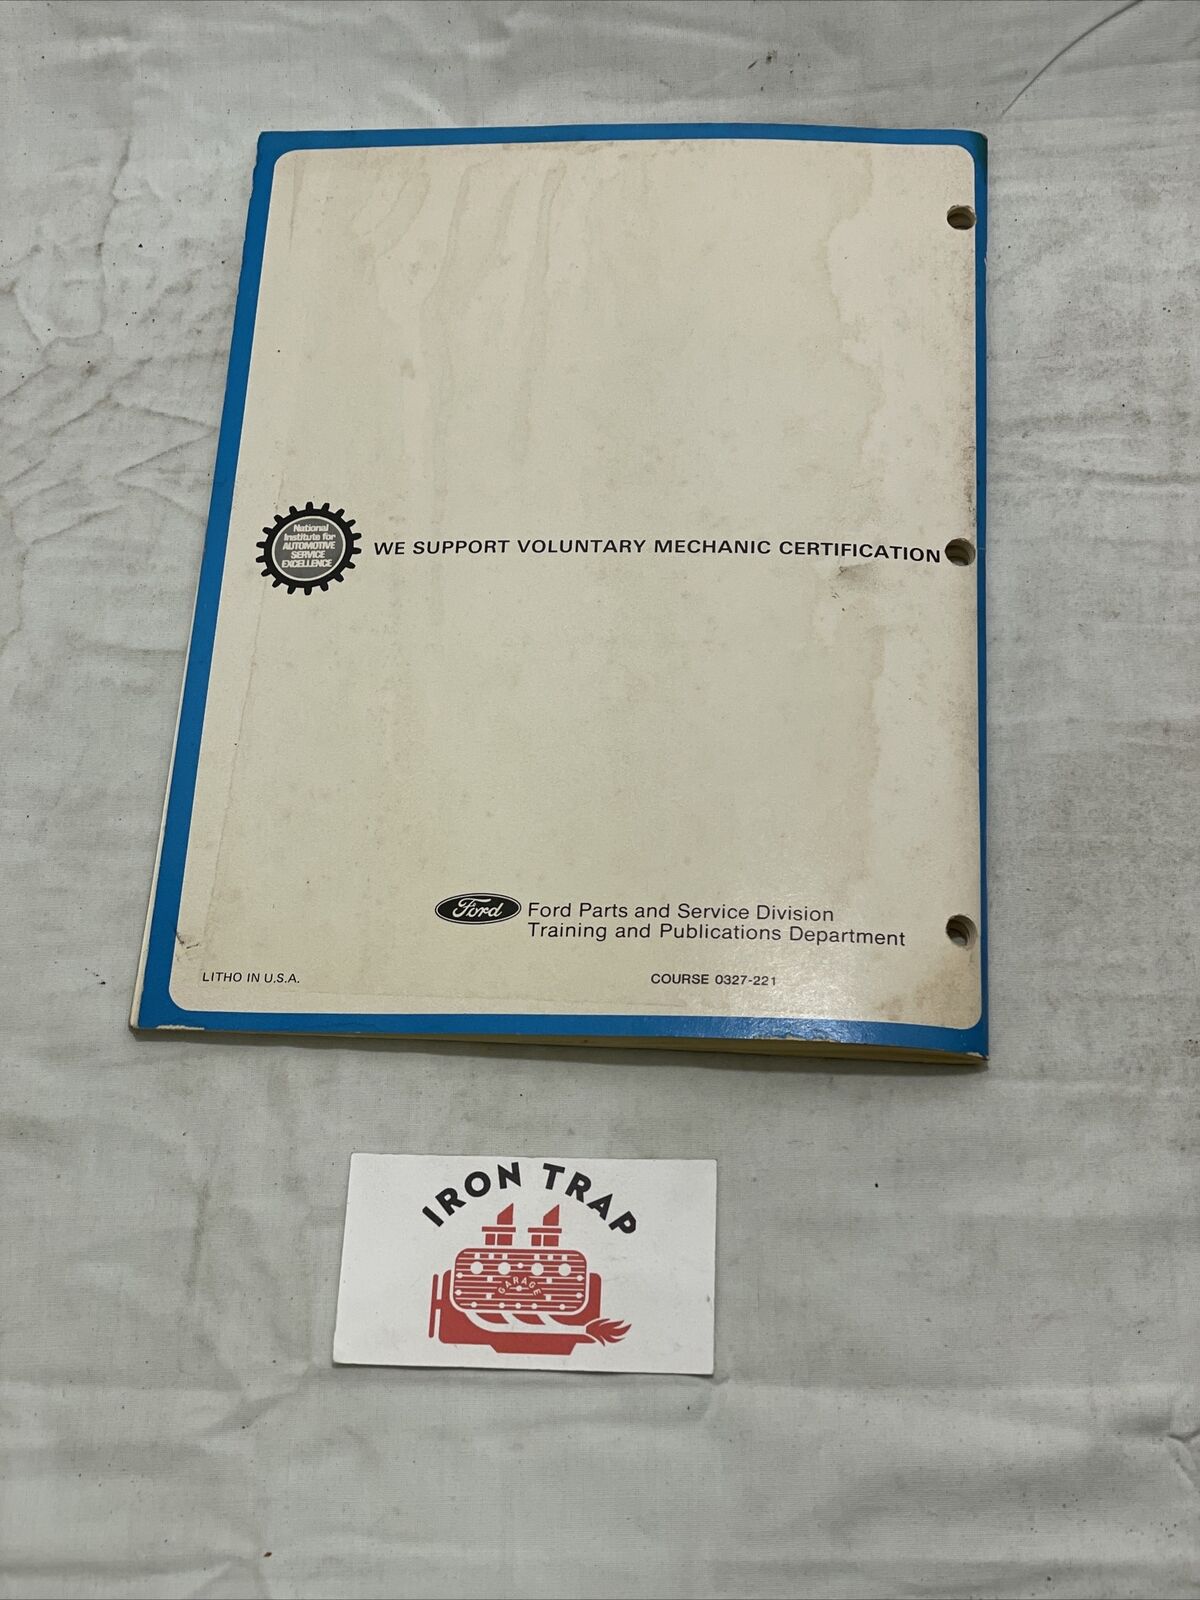 National
Institute for
AUTOMOTIVE
SERVICE
EXCELLENCE
WE SUPPORT VOLUNTARY MECHANIC CERTIFICATION
Ford
Ford Parts and Service Division
Training and Publications Department
LITHO IN U.S.A.
COURSE 0327-221
IRON TRAP
GARAGE